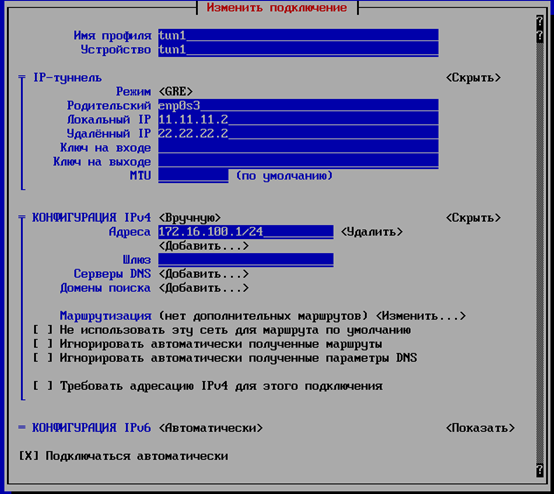 Изменить подключение
Имя профиля tun1
Устройство tun1
IP-туннель <Скрыть>
Режим <GRE>
Родительский enp0s3
Локальный IP 11.11.11.2
Удалённый IP 22.22.22.2
Ключ на входе
Ключ на выходе
MTU (по умолчанию)
КОНФИГУРАЦИЯ IPv4 <Вручную> <Скрыть>
Адреса 172.16.100.1/24 <Удалить>
<Добавить...>
Шлюз
Серверы DNS <Добавить...>
Домены поиска <Добавить...>
Маршрутизация (нет дополнительных маршрутов) <Изменить...>
[ ] Не использовать эту сеть для маршрута по умолчанию
[ ] Игнорировать автоматически полученные маршруты
[ ] Игнорировать автоматически полученные параметры DNS
[ ] Требовать адресацию IPv4 для этого подключения
= КОНФИГУРАЦИЯ IPv6 <Автоматически> <Показать>
[X] Подключаться автоматически